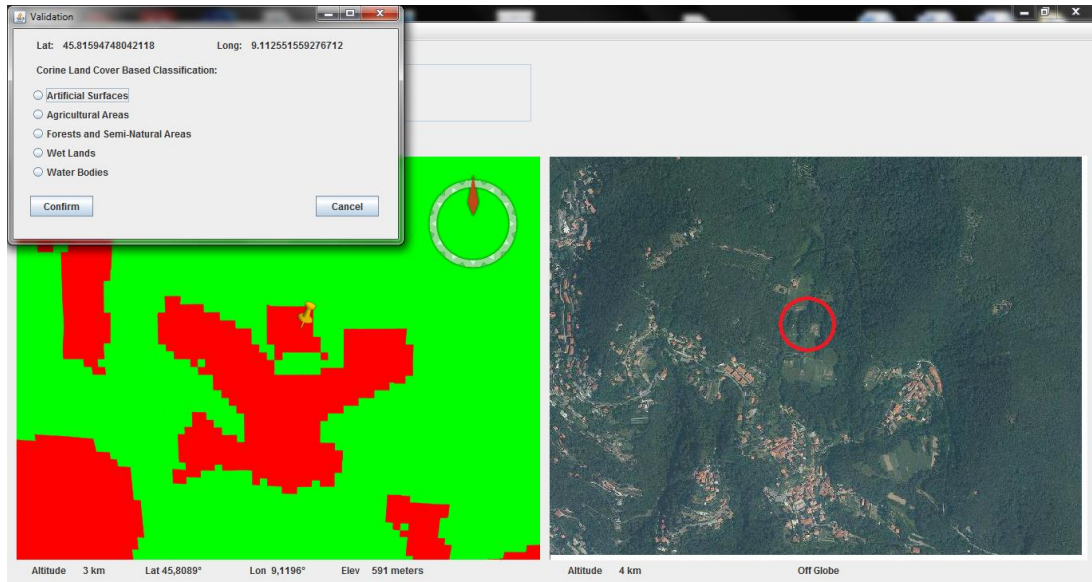 Validation
Lat: 45.81594748042118 Long: 9.112551559276712
Corine Land Cover Based Classification:
Artificial Surfaces
Agricultural Areas
Forests and Semi-Natural Areas
Wet Lands
Water Bodies
Confirm Cancel
Altitude 3 km Lat 45,8089° Lon 9,1196° Elev 591 meters
Altitude 4 km Off Globe